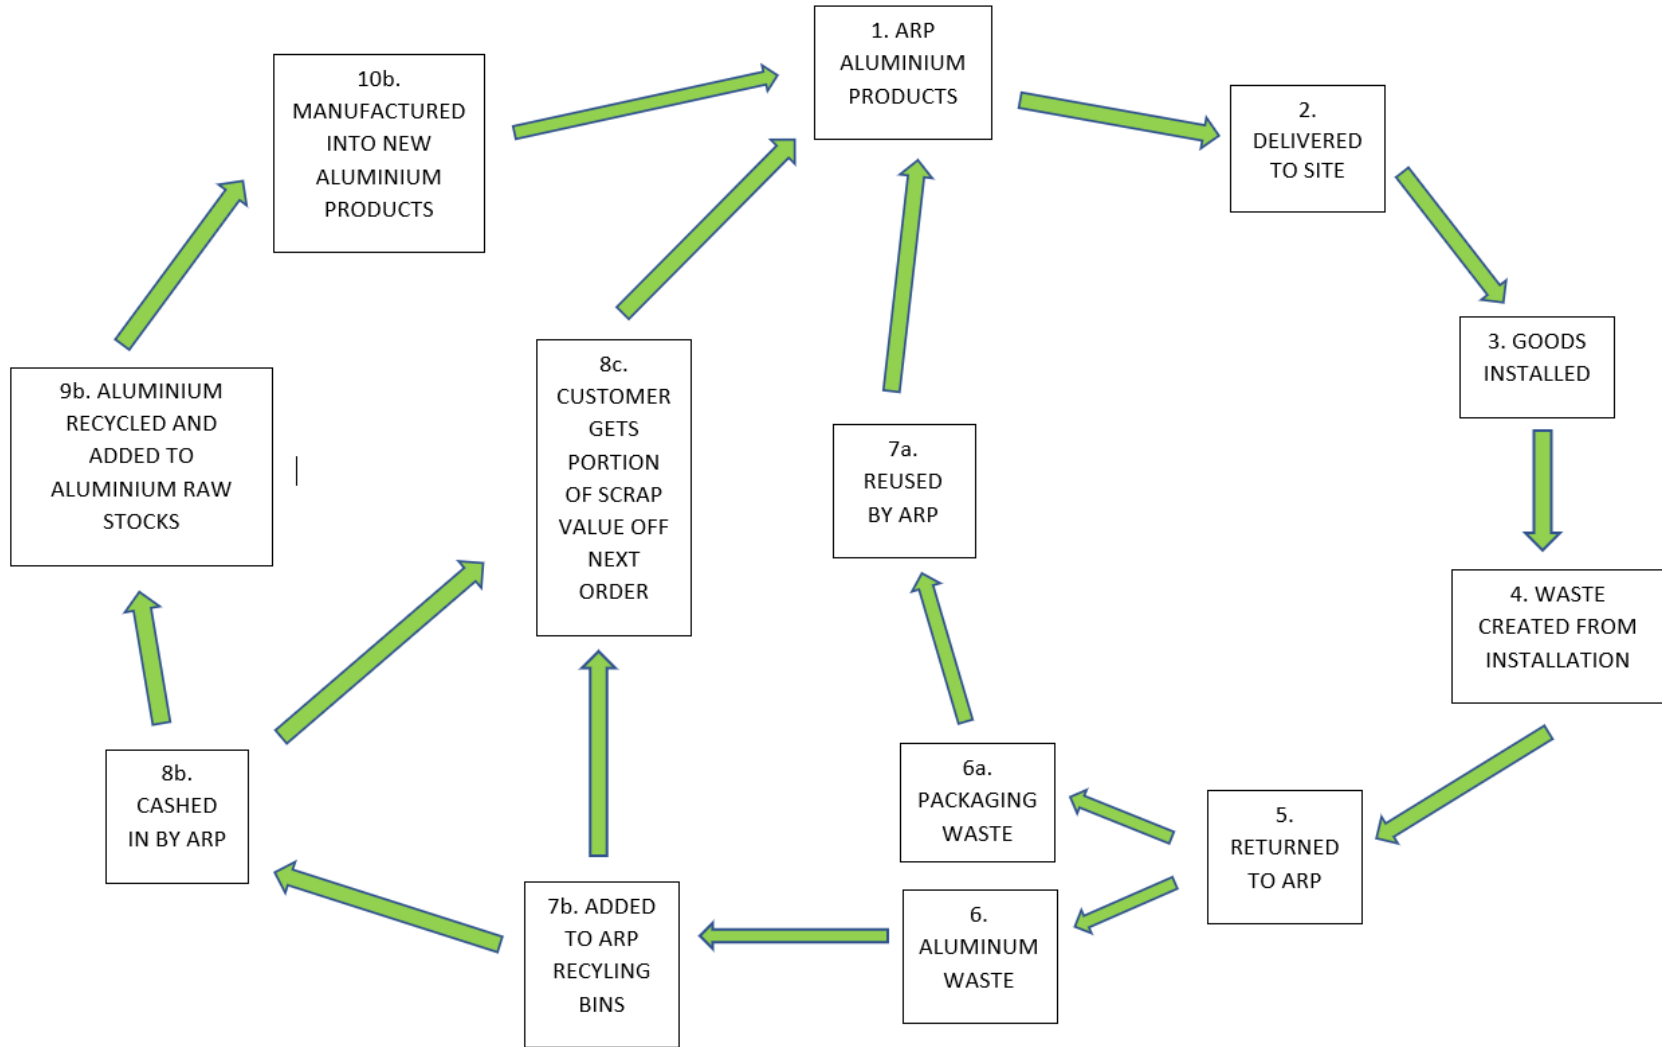 1. ARP
ALUMINIUM
PRODUCTS
2.
DELIVERED
TO SITE
3. GOODS
INSTALLED
4. WASTE
CREATED FROM
INSTALLATION
5.
RETURNED
TO ARP
6a.
PACKAGING
WASTE
7a.
REUSED
BY ARP
6.
ALUMINUM
WASTE
7b. ADDED
TO ARP
RECYLING
BINS
8b.
CASHED
IN BY ARP
8c.
CUSTOMER
GETS
PORTION
OF SCRAP
VALUE OFF
NEXT
ORDER
9b. ALUMINIUM
RECYCLED AND
ADDED TO
ALUMINIUM RAW
STOCKS
10b.
MANUFACTURED
INTO NEW
ALUMINIUM
PRODUCTS